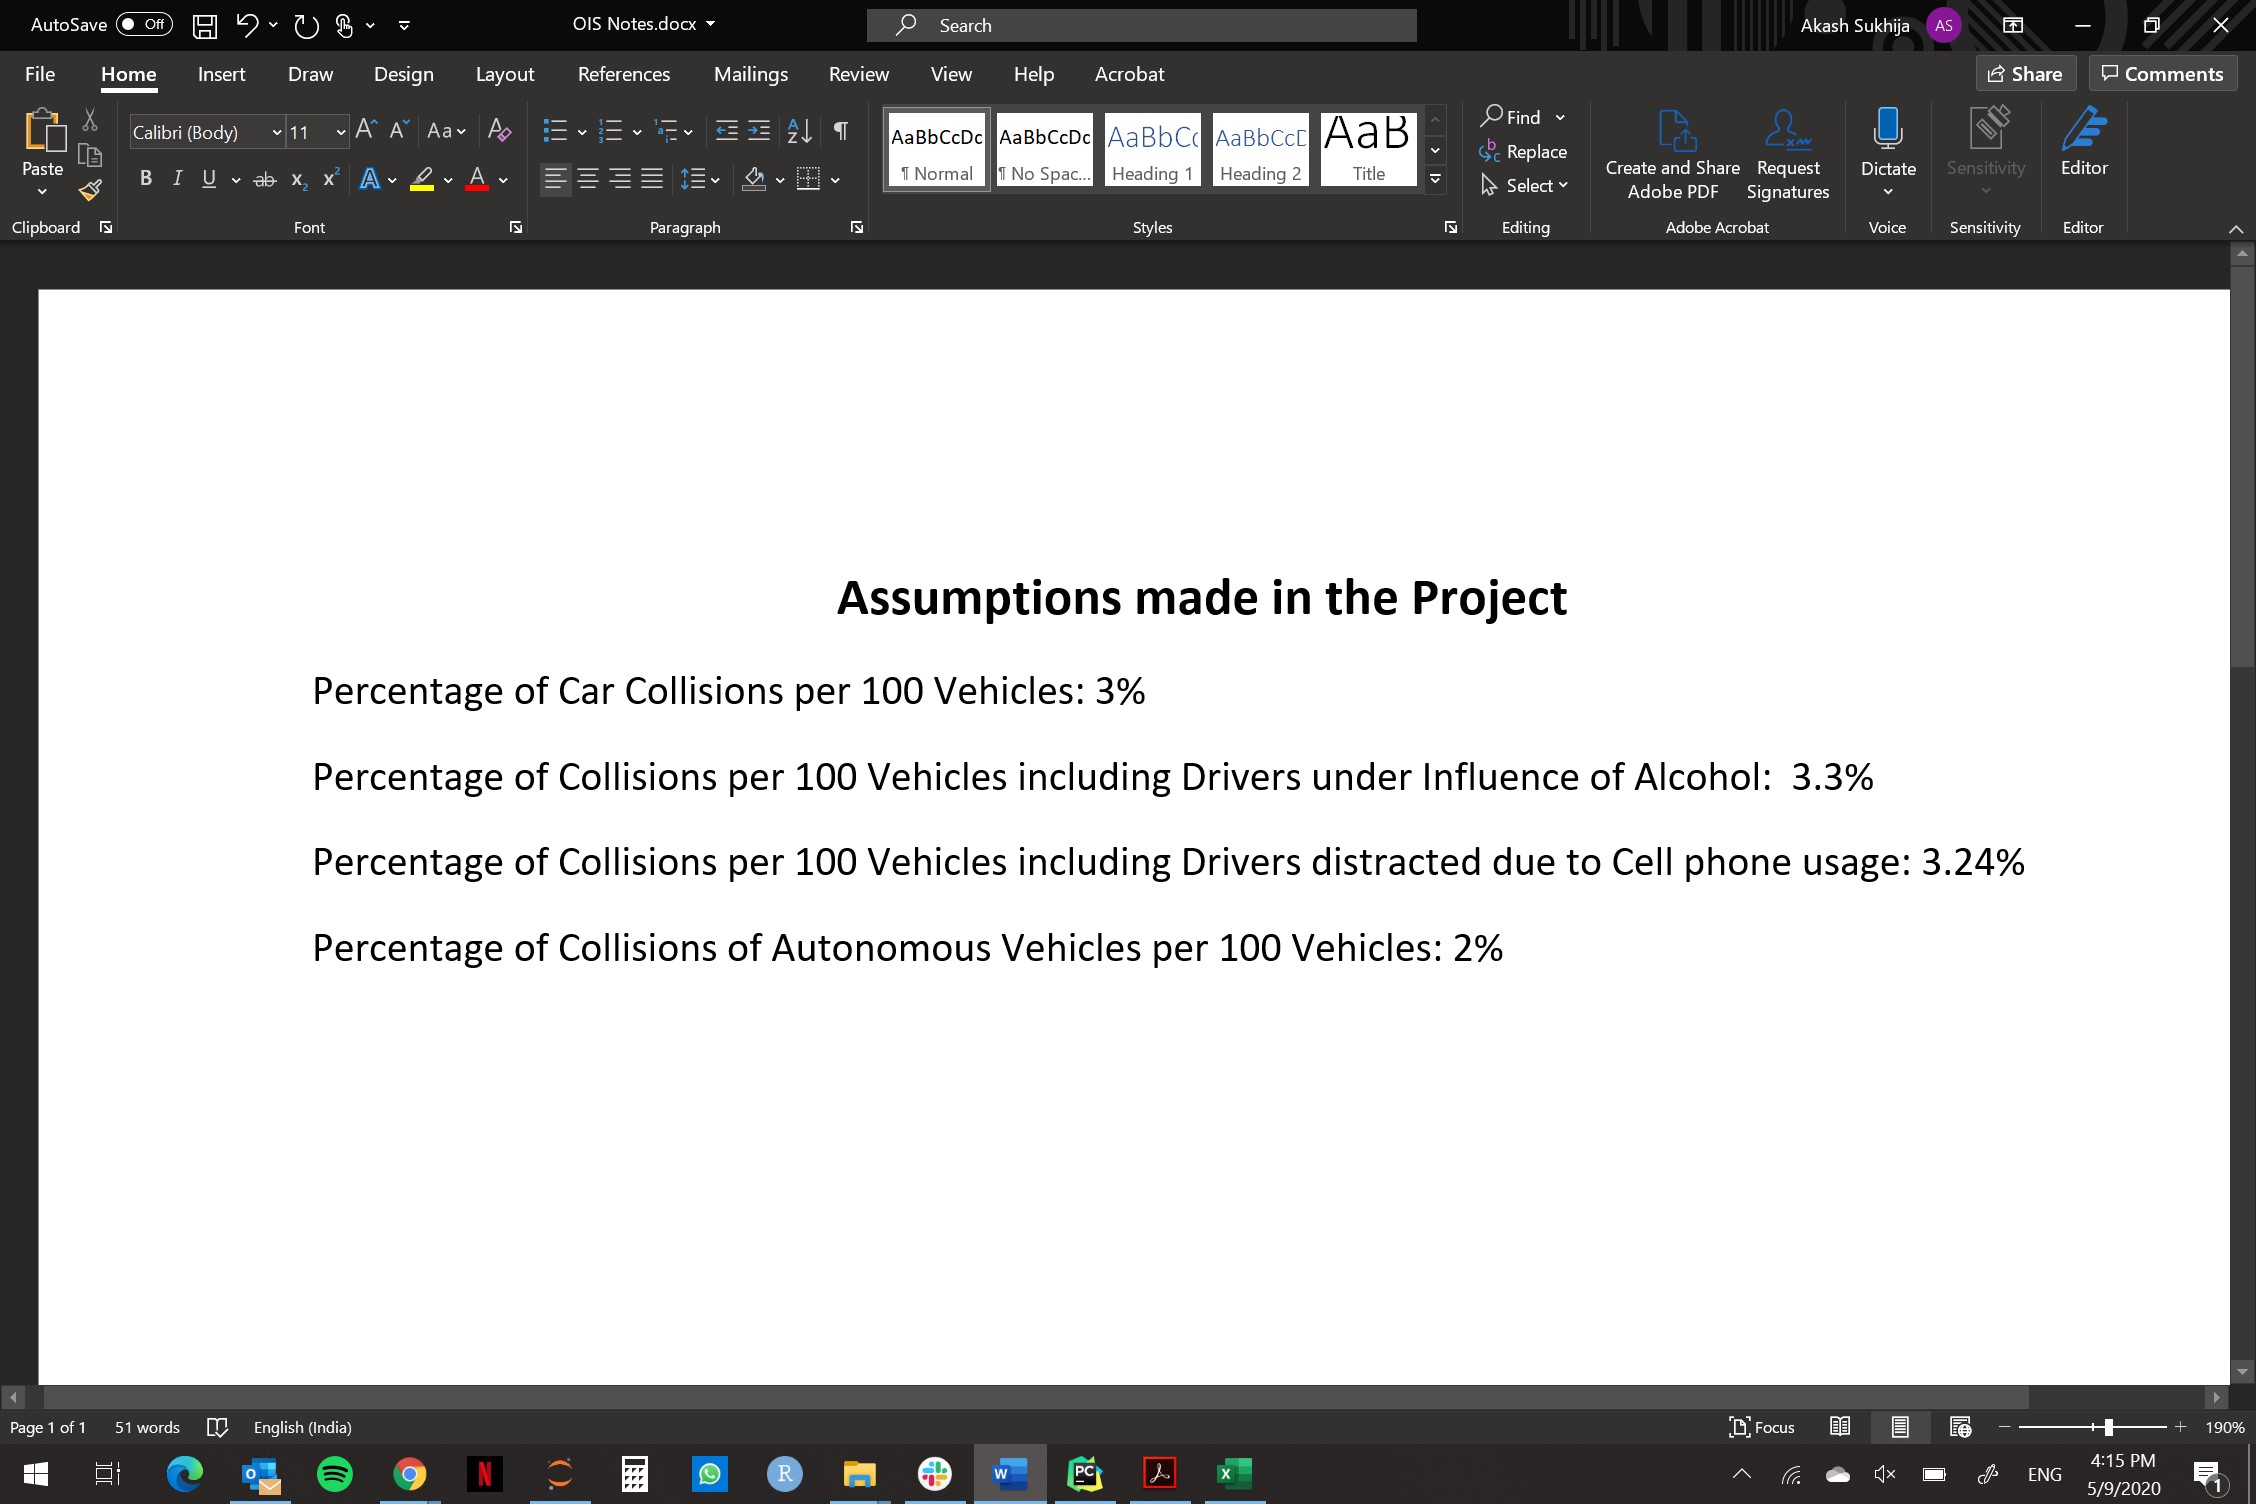 AutoSave Off OIS Notes.docx Search Akash Sukhija AS
File Home Insert Draw Design Layout References Mailings Review View Help Acrobat Share Comments
Paste
Clipboard
Calibri (Body) 11 A A Aa A
B I U ab x2 x2 A A
Font
A Z ¶
Paragraph
AaBbCcDc AaBbCcDc AaBbCc AaBbCcD AaB
¶ Normal ¶ No Spac... Heading 1 Heading 2 Title
Styles
Find
Replace
Select
Editing
Create and Share
Adobe PDF
Request
Signatures
Adobe Acrobat
Dictate
Voice
Sensitivity
Sensitivity
Editor
Editor
Assumptions made in the Project
Percentage of Car Collisions per 100 Vehicles: 3%
Percentage of Collisions per 100 Vehicles including Drivers under Influence of Alcohol:  3.3%
Percentage of Collisions per 100 Vehicles including Drivers distracted due to Cell phone usage: 3.24%
Percentage of Collisions of Autonomous Vehicles per 100 Vehicles: 2%
Page 1 of 1 51 words English (India) Focus 190%
O N R W PC X ENG
4:15 PM
5/9/2020
1